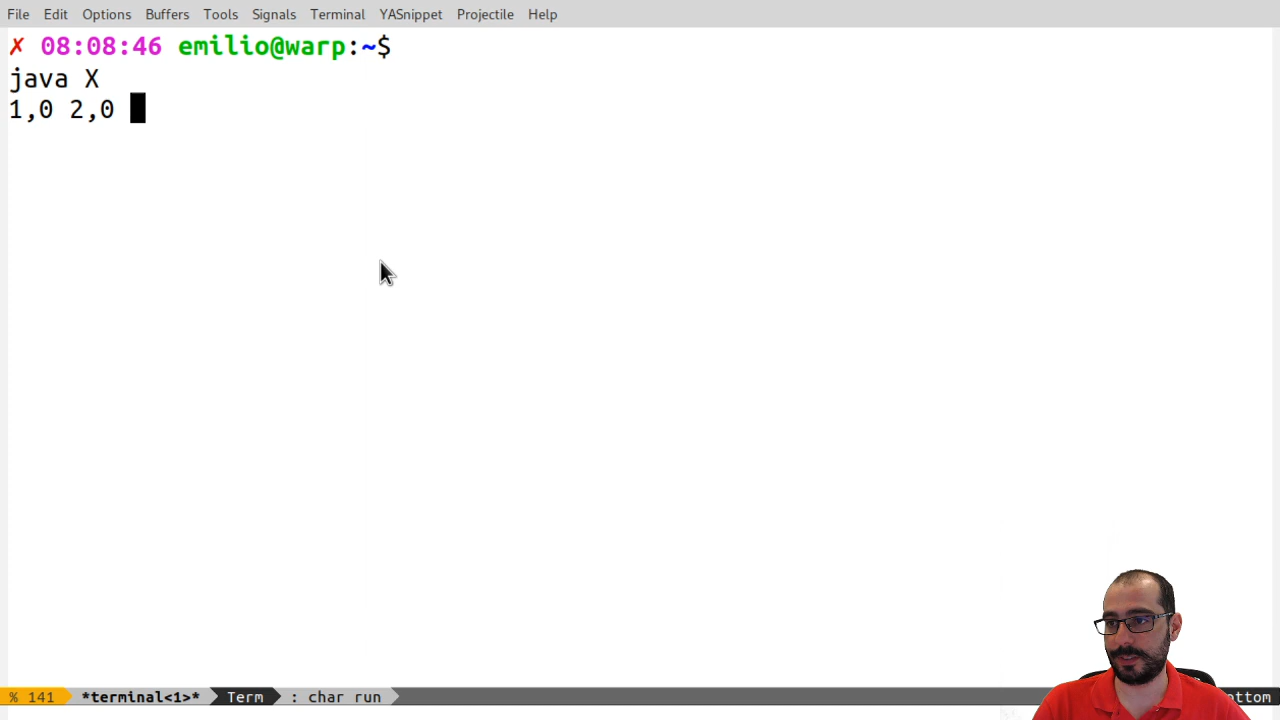 File Edit Options Buffers Tools Signals Terminal YASnippet Projectile Help
✗ 08:08:46 emilio@warp:~$
java X
1,0 2,0
% 141 *terminal<1>* Term : char run